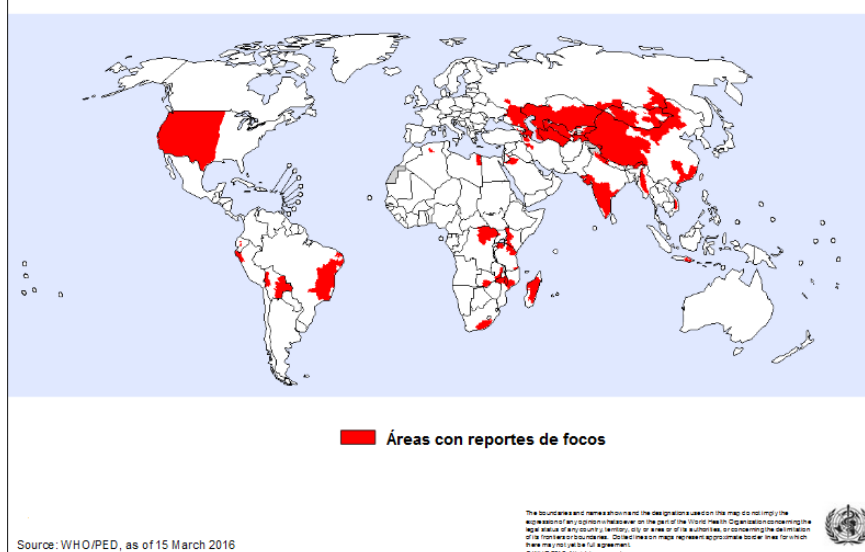 Áreas con reportes de focos
The boundaries and names shown and the designations used on this map do not imply the
expression of any opinion whatsoever on the part of the World Health Organization concerning the
legal status of any country, territory, city or area or of its authorities, or concerning the delimitation
of its frontiers or boundaries. Dotted lines on maps represent approximate border lines for which
there may not yet be full agreement.
Source: WHO/PED, as of 15 March 2016